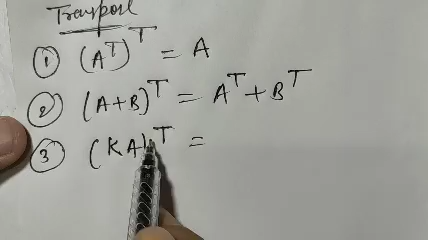 Transpose
① (Aᵀ)ᵀ = A
② (A+B)ᵀ = Aᵀ + Bᵀ
③ (KA)ᵀ =